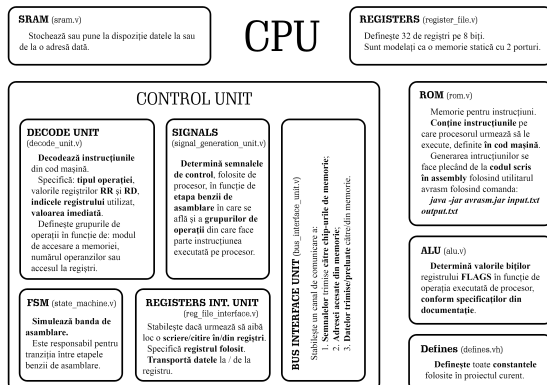 SRAM (sram.v)
Stochează sau pune la dispoziție datele la sau
de la o adresă dată.
CPU
REGISTERS (register_file.v)
Definește 32 de regiștri pe 8 biți.
Sunt modelați ca o memorie statică cu 2 porturi.
CONTROL UNIT
DECODE UNIT
(decode_unit.v)
Decodează instrucțiunile
din cod mașină.
Specifică: tipul operației,
valorile regiștrilor RR și RD,
indicele registrului utilizat,
valoarea imediată.
Definește grupurile de
operații în funcție de: modul
de accesare a memoriei,
numărul operanzilor sau
accesul la regiștri.
SIGNALS
(signal_generation_unit.v)
Determină semnalele
de control, folosite de
procesor, în funcție de
etapa benzii de
asamblare în care se
află și a grupurilor de
operații din care face
parte instrucțiunea
executată pe procesor.
BUS INTERFACE UNIT (bus_interface_unit.v)
Stabilește un canal de comunicare a:
1. Semnalelor trimise către chip-urile de memorie;
2. Adresei accesate din memorie;
3. Datelor trimise/preluate către/din memorie.
FSM (state_machine.v)
Simulează banda de
asamblare.
Este responsabil pentru
tranziția între etapele
benzii de asamblare.
REGISTERS INT. UNIT
(reg_file_interface.v)
Stabilește dacă urmează să aibă
loc o scriere/citire în/din regiștri.
Specifică registrul folosit.
Transportă datele la / de la
registru.
ROM (rom.v)
Memorie pentru instrucțiuni.
Conține instrucțiunile pe
care procesorul urmează să le
execute, definite în cod mașină.
Generarea intrucțiunilor se
face plecând de la codul scris
în assembly folosind utilitarul
avrasm folosind comanda:
java -jar avrasm.jar input.txt
output.txt
ALU (alu.v)
Determină valorile biților
registrului FLAGS în funcție de
operația executată de procesor,
conform specificaților din
documentație.
Defines (defines.vh)
Definește toate constantele
folosite în proiectul curent.